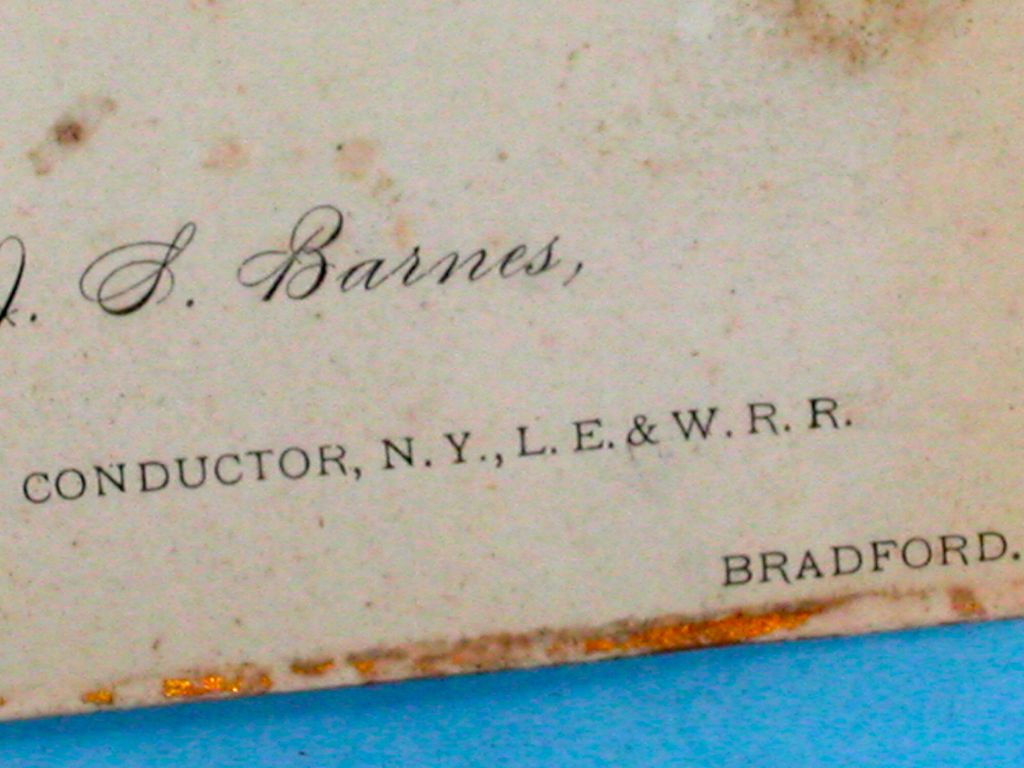 S. Barnes,
CONDUCTOR, N. Y., L. E. & W. R. R.
BRADFORD.